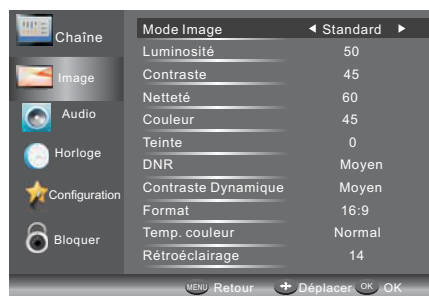 Chaîne
Image
Audio
Horloge
Configuration
Bloquer
Mode Image Standard
Luminosité 50
Contraste 45
Netteté 60
Couleur 45
Teinte 0
DNR Moyen
Contraste Dynamique Moyen
Format 16:9
Temp. couleur Normal
Rétroéclairage 14
MENU Retour Déplacer OK OK